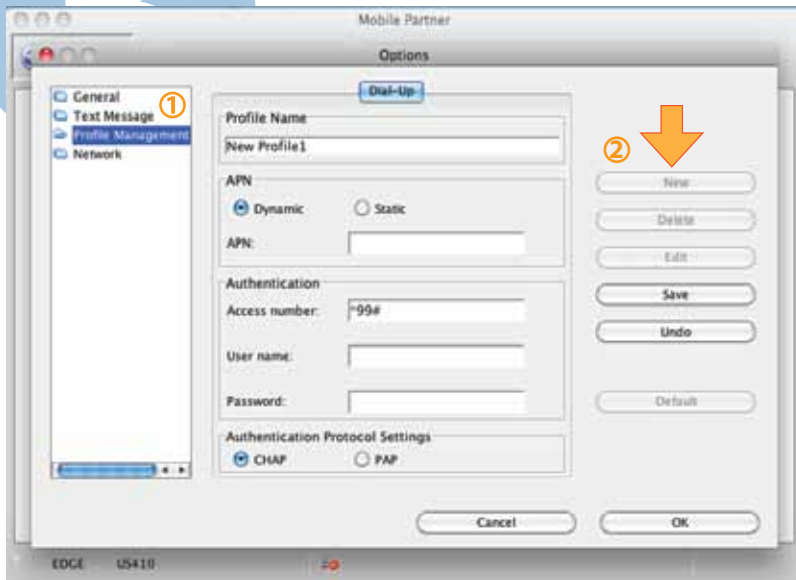 Mobile Partner
Options
General
Text Message
Profile Management
Network
①
Dial-Up
Profile Name
New Profile1
APN
Dynamic
Static
APN:
Authentication
Access number:
*99#
User name:
Password:
Authentication Protocol Settings
CHAP
PAP
②
New
Delete
Edit
Save
Undo
Default
Cancel
OK
EDGE US410